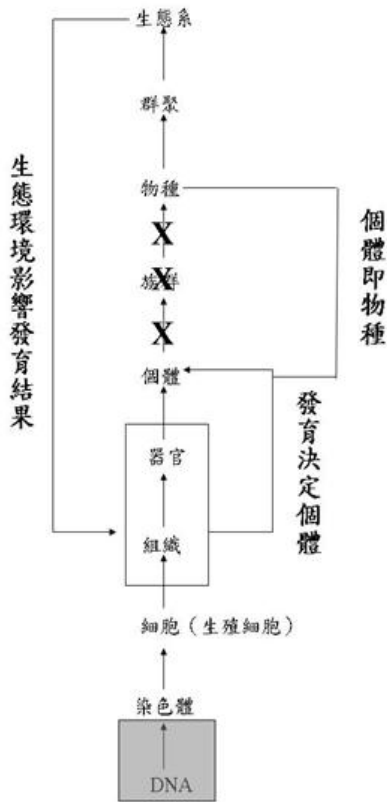 生態系
群聚
物種
X
族群
X
X
個體
器官
組織
細胞（生殖細胞）
染色體
DNA
生態環境影響發育結果
個體即物種
發育決定個體